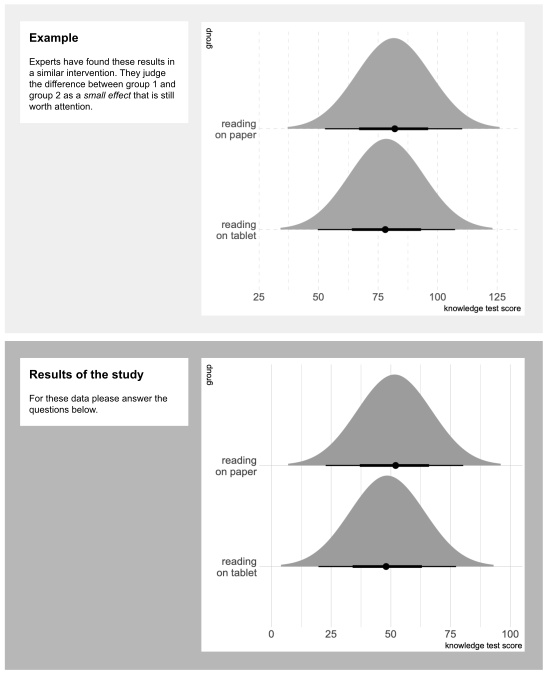 Example
Experts have found these results in
a similar intervention. They judge
the difference between group 1 and
group 2 as a small effect that is still
worth attention.
group
reading
on paper
reading
on tablet
25 50 75 100 125
knowledge test score
Results of the study
For these data please answer the
questions below.
group
reading
on paper
reading
on tablet
0 25 50 75 100
knowledge test score